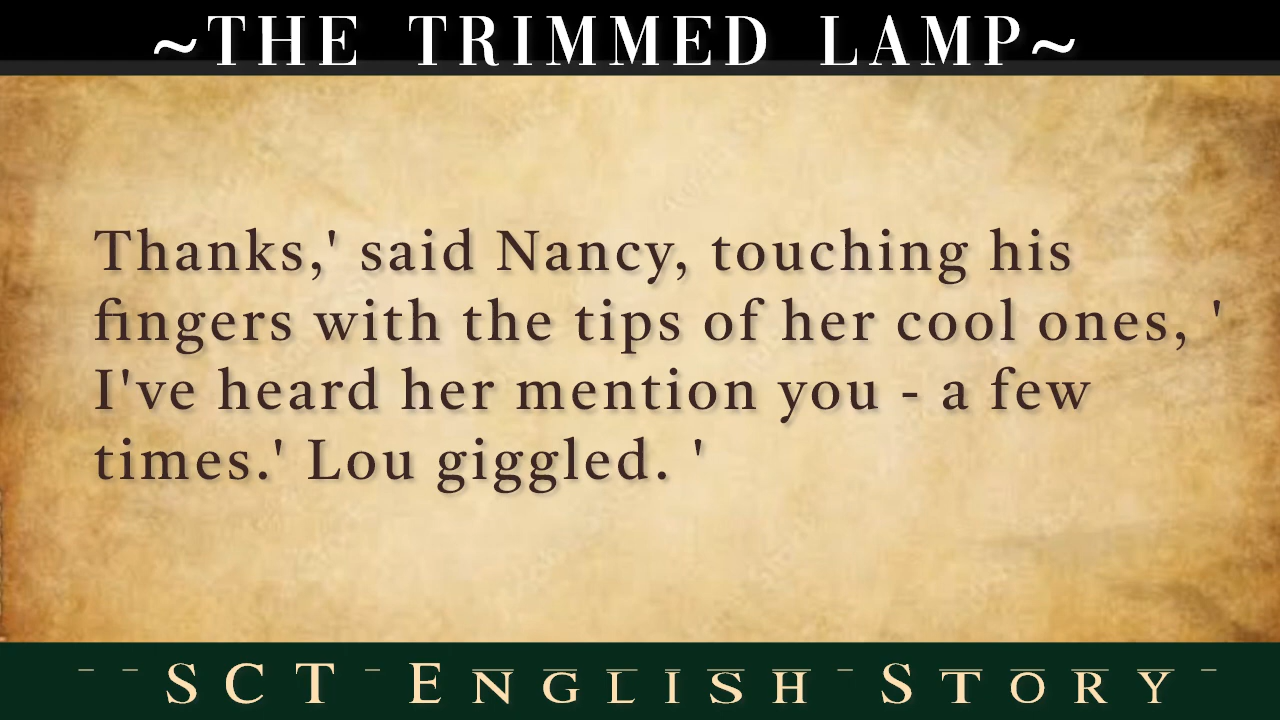 ~THE TRIMMED LAMP~
Thanks,' said Nancy, touching his
fingers with the tips of her cool ones, '
I've heard her mention you - a few
times.' Lou giggled. '
SCT English Story